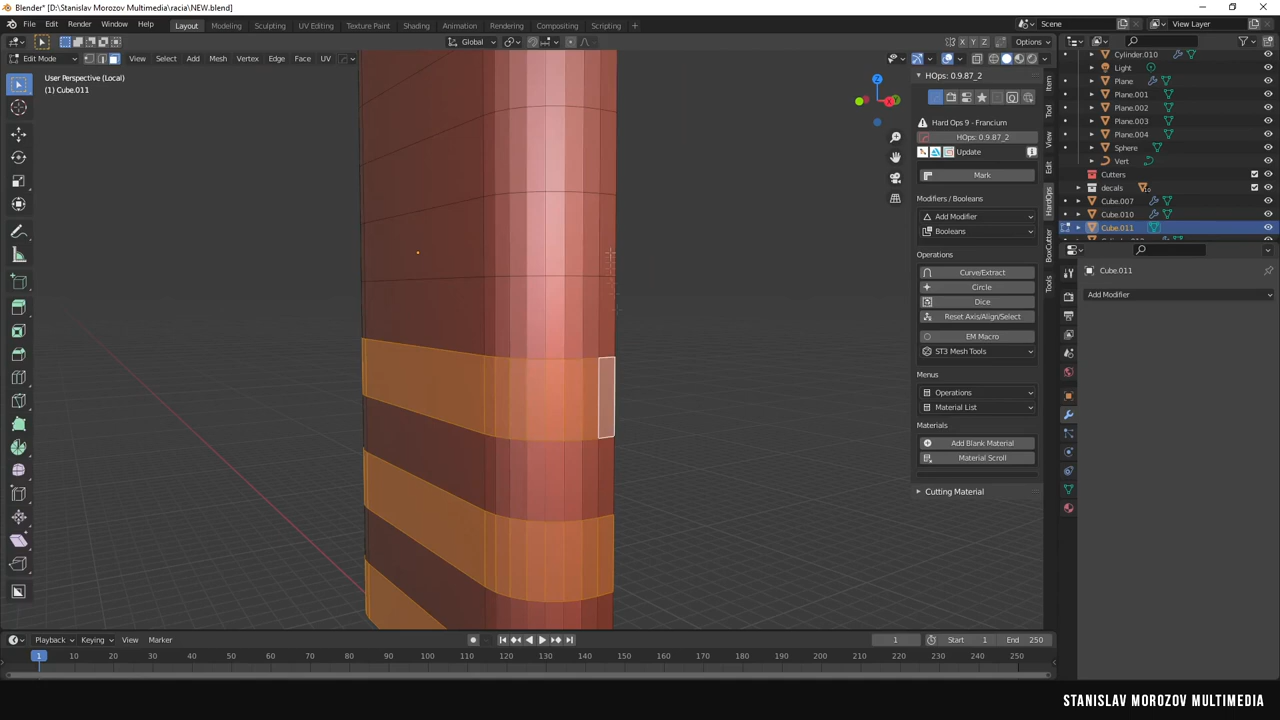 Blender* [D:\Stanislav Morozov Multimedia\racia\NEW.blend]
File Edit Render Window Help Layout Modeling Sculpting UV Editing Texture Paint Shading Animation Rendering Compositing Scripting + Scene View Layer
Global X Y Z Options
Edit Mode View Select Add Mesh Vertex Edge Face UV
User Perspective (Local)
(1) Cube.011
Z
X
Y
HOps: 0.9.87_2
Hard Ops 9 - Francium
HOps: 0.9.87_2
Update
Mark
Modifiers / Booleans
Add Modifier
Booleans
Operations
Curve/Extract
Circle
Dice
Reset Axis/Align/Select
EM Macro
ST3 Mesh Tools
Menus
Operations
Material List
Materials
Add Blank Material
Material Scroll
Cutting Material
Item
Tool
View
Edit
HardOps
BoxCutter
Tools
Cylinder.010
Light
Plane
Plane.001
Plane.002
Plane.003
Plane.004
Sphere
Vert
Cutters
decals
Cube.007
Cube.010
Cube.011
Cube.011
Add Modifier
Playback Keying View Marker 1 Start 1 End 250
1 10 20 30 40 50 60 70 80 90 100 110 120 130 140 150 160 170 180 190 200 210 220 230 240 250
STANISLAV MOROZOV MULTIMEDIA